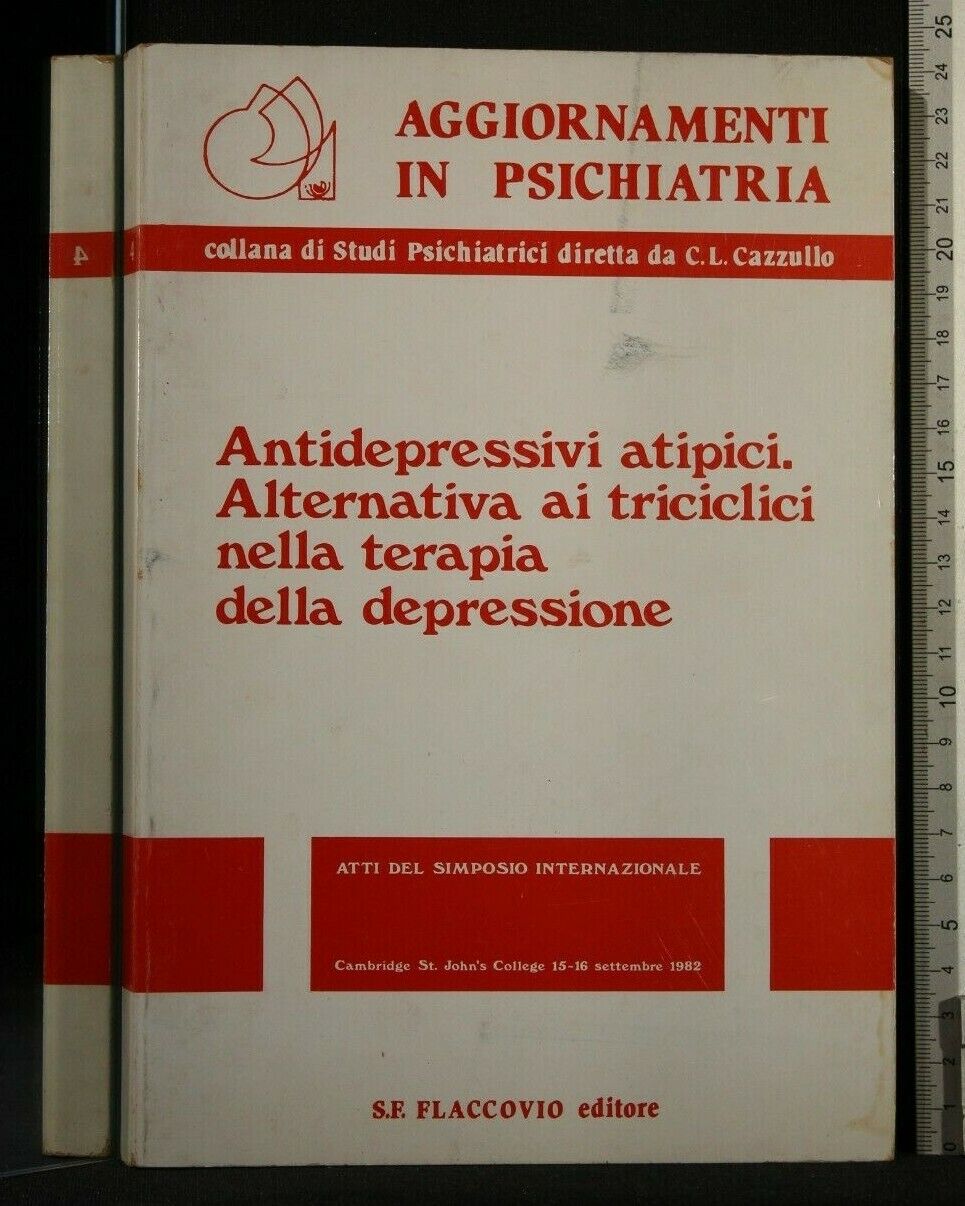 AGGIORNAMENTI
IN PSICHIATRIA
collana di Studi Psichiatrici diretta da C. L. Cazzullo
Antidepressivi atipici.
Alternativa ai triciclici
nella terapia
della depressione
ATTI DEL SIMPOSIO INTERNAZIONALE
Cambridge St. John's College 15-16 settembre 1982
S.F. FLACCOVIO editore
4
4
25
24
23
22
21
20
19
18
17
16
15
14
13
12
11
10
9
8
7
6
5
4
3
2
1
0